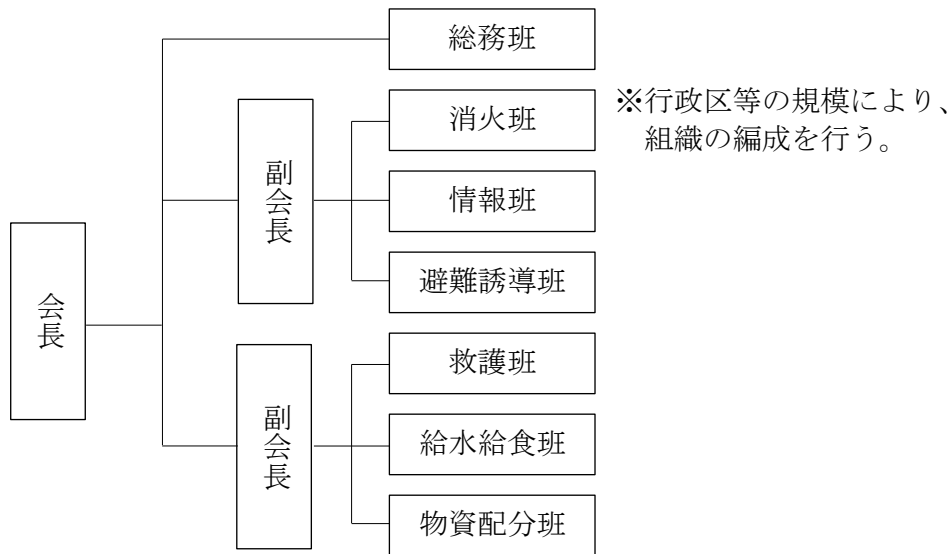 総務班
消火班
※行政区等の規模により、
組織の編成を行う。
副会長
情報班
避難誘導班
会長
救護班
副会長
給水給食班
物資配分班